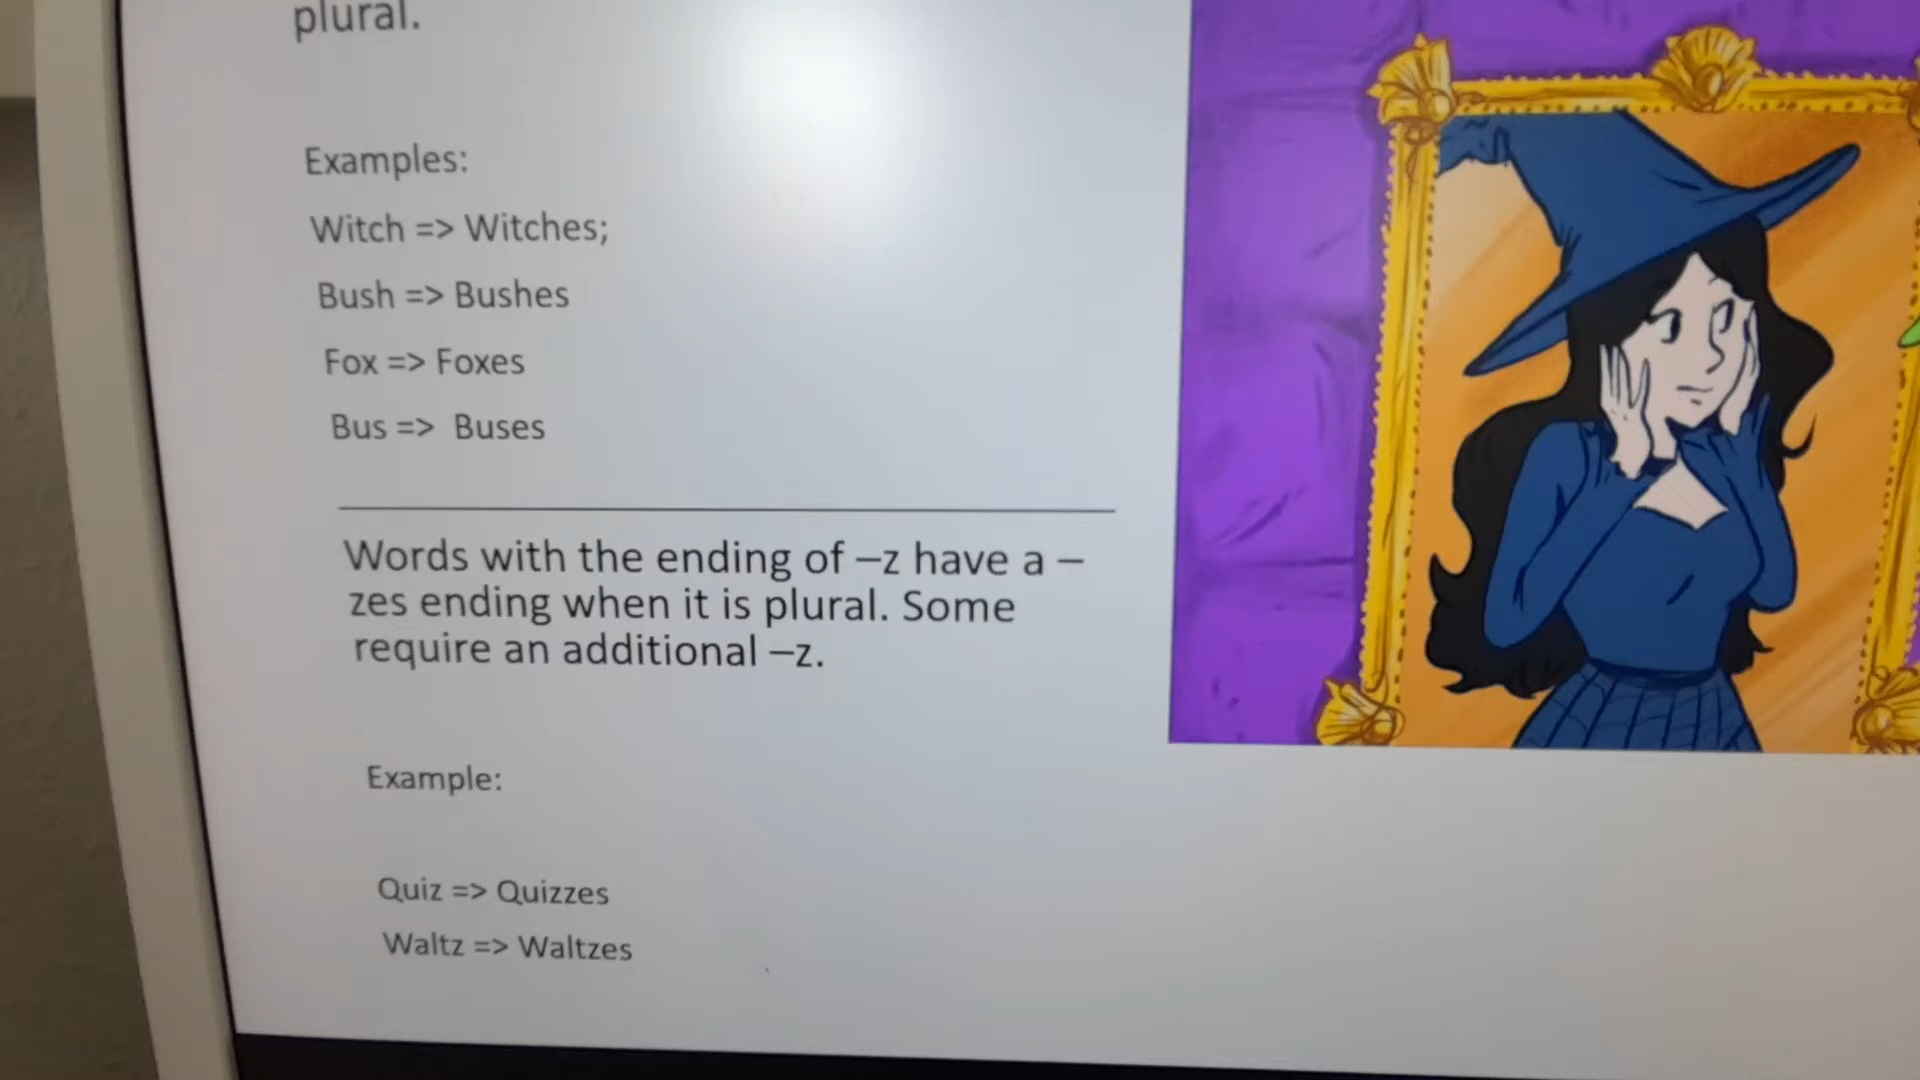 plural.
Examples:
Witch => Witches;
Bush => Bushes
Fox => Foxes
Bus => Buses
Words with the ending of –z have a –
zes ending when it is plural. Some
require an additional –z.
Example:
Quiz => Quizzes
Waltz => Waltzes